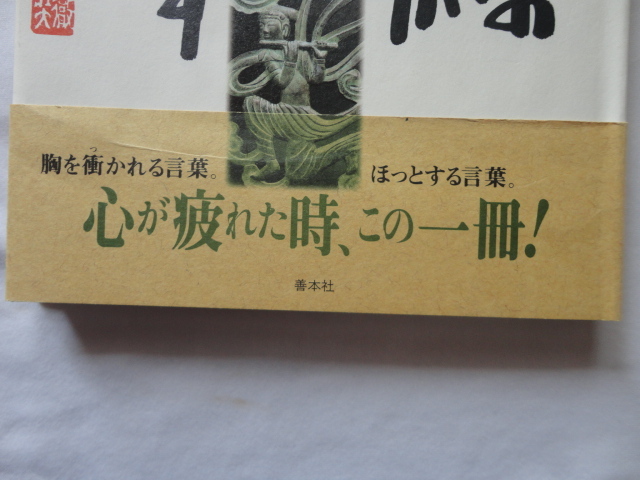 胸を衝かれる言葉。
ほっとする言葉。
心が疲れた時、この一冊!
善本社